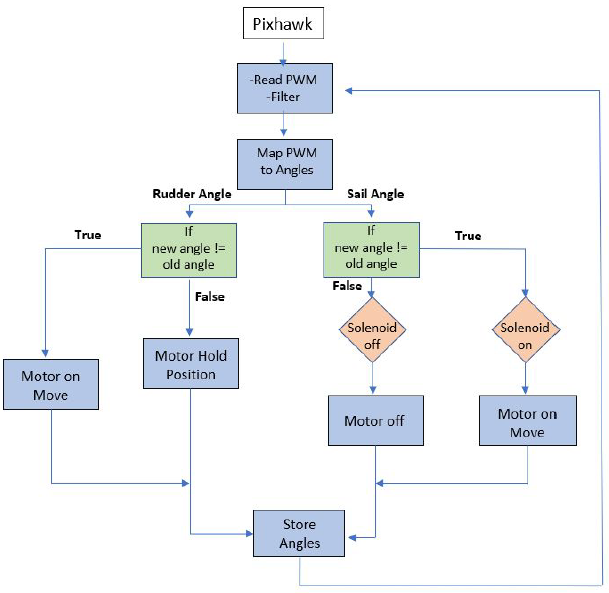 Pixhawk
-Read PWM
-Filter
Map PWM
to Angles
Rudder Angle
Sail Angle
True
If
new angle !=
old angle
If
new angle !=
old angle
True
False
False
Solenoid
off
Solenoid
on
Motor on
Move
Motor Hold
Position
Motor off
Motor on
Move
Store
Angles